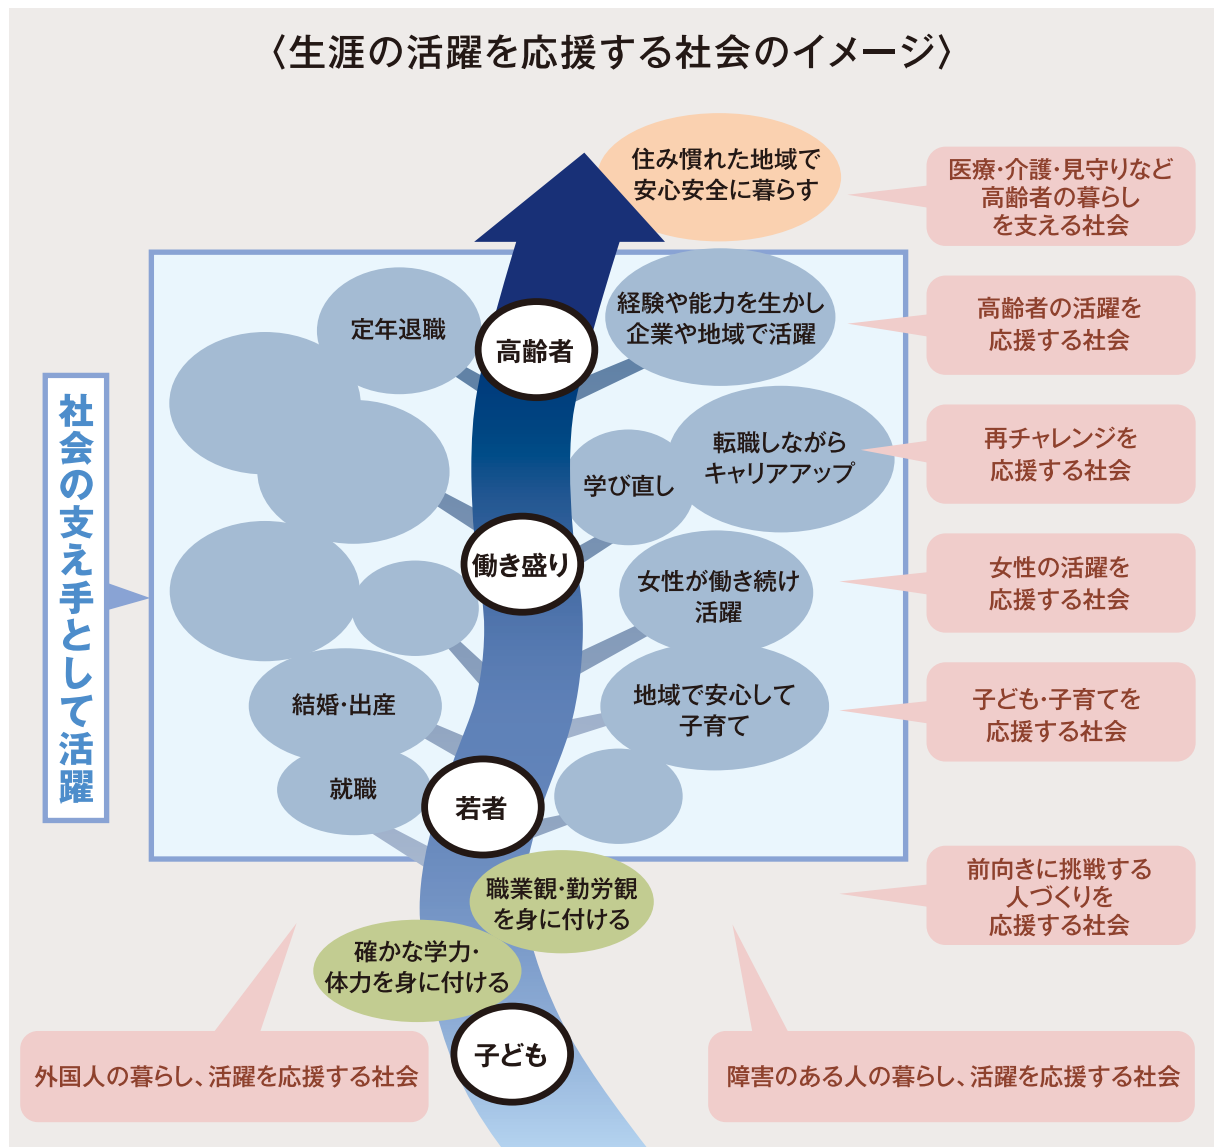 〈生涯の活躍を応援する社会のイメージ〉
住み慣れた地域で
安心安全に暮らす
医療・介護・見守りなど
高齢者の暮らし
を支える社会
定年退職
高齢者
経験や能力を生かし
企業や地域で活躍
高齢者の活躍を
応援する社会
社会の支え手として活躍
学び直し
転職しながら
キャリアアップ
再チャレンジを
応援する社会
働き盛り
女性が働き続け
活躍
女性の活躍を
応援する社会
結婚・出産
地域で安心して
子育て
子ども・子育てを
応援する社会
就職
若者
職業観・勤労観
を身に付ける
前向きに挑戦する
人づくりを
応援する社会
確かな学力・
体力を身に付ける
子ども
外国人の暮らし、活躍を応援する社会
障害のある人の暮らし、活躍を応援する社会